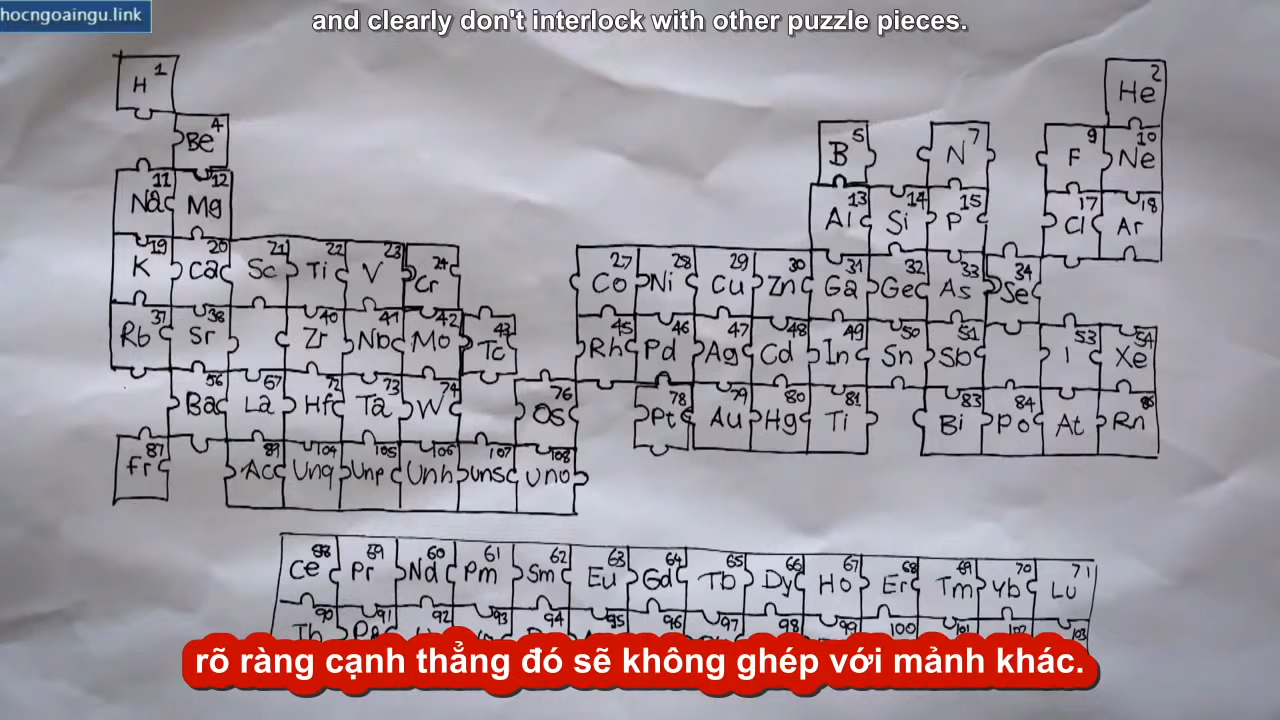 hocngoaingu.link
and clearly don't interlock with other puzzle pieces.
H 1 He 2
Be 4 B 5 N 7 F 9 Ne 10
Na 11 Mg 12 Al 13 Si 14 P 15 Cl 17 Ar 18
K 19 Ca 20 Sc 21 Ti 22 V 23 Cr 24 Co 27 Ni 28 Cu 29 Zn 30 Ga 31 Ge 32 As 33 Se 34
Rb 37 Sr 38 Zr 40 Nb 41 Mo 42 Tc 43 Rh 45 Pd 46 Ag 47 Cd 48 In 49 Sn 50 Sb 51 I 53 Xe 54
Ba 56 La 57 Hf 72 Ta 73 W 74 Os 76 Pt 78 Au 79 Hg 80 Ti 81 Bi 83 Po 84 At Rn 86
Fr 87 Ac 89 Unq 104 Unp 105 Unh 106 Uns 107 Uno 108
Ce 58 Pr 59 Nd 60 Pm 61 Sm 62 Eu 63 Gd 64 Tb 65 Dy 66 Ho 67 Er 68 Tm 69 Yb 70 Lu 71
Th 90 Pa 91 92 93 94 95 96 97 98 99 100 101 102 103
rõ ràng cạnh thẳng đó sẽ không ghép với mảnh khác.